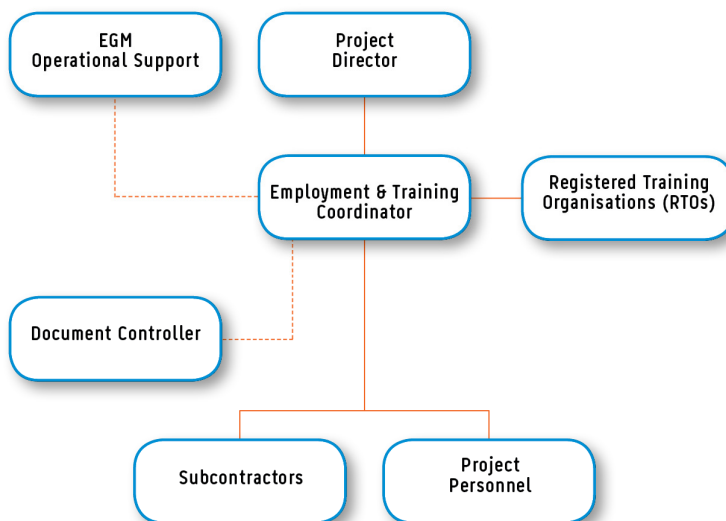 EGM
Operational Support
Project
Director
Employment & Training
Coordinator
Registered Training
Organisations (RTOs)
Document Controller
Subcontractors
Project
Personnel